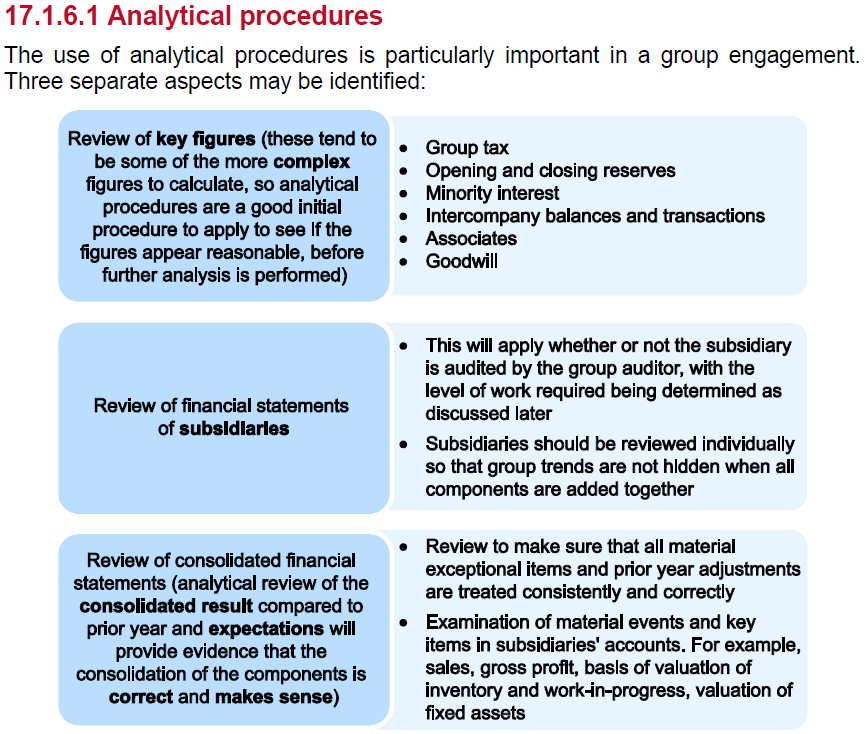 17.1.6.1 Analytical procedures
The use of analytical procedures is particularly important in a group engagement.
Three separate aspects may be identified:
Review of key figures (these tend to
be some of the more complex
figures to calculate, so analytical
procedures are a good initial
procedure to apply to see if the
figures appear reasonable, before
further analysis is performed)
• Group tax
• Opening and closing reserves
• Minority interest
• Intercompany balances and transactions
• Associates
• Goodwill
Review of financial statements
of subsidiaries
• This will apply whether or not the subsidiary
is audited by the group auditor, with the
level of work required being determined as
discussed later
• Subsidiaries should be reviewed individually
so that group trends are not hidden when all
components are added together
Review of consolidated financial
statements (analytical review of the
consolidated result compared to
prior year and expectations will
provide evidence that the
consolidation of the components is
correct and makes sense)
• Review to make sure that all material
exceptional items and prior year adjustments
are treated consistently and correctly
• Examination of material events and key
items in subsidiaries' accounts. For example,
sales, gross profit, basis of valuation of
inventory and work-in-progress, valuation of
fixed assets